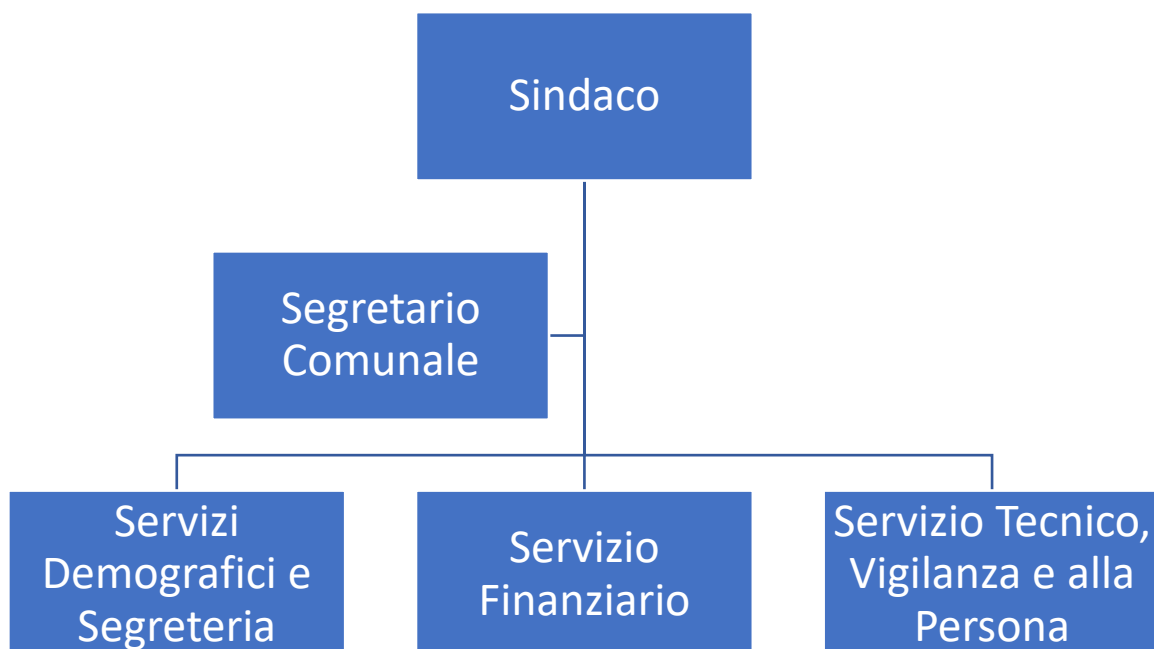 Sindaco
Segretario
Comunale
Servizi
Demografici e
Segreteria
Servizio
Finanziario
Servizio Tecnico,
Vigilanza e alla
Persona